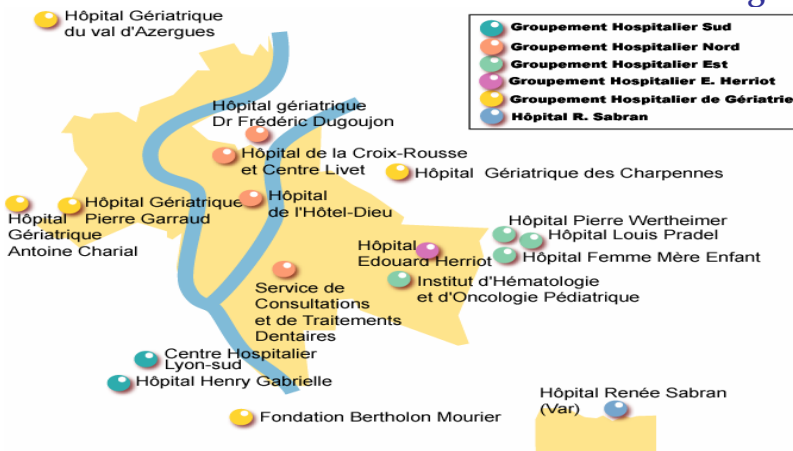 g
Hôpital Gériatrique
du val d'Azergues
Groupement Hospitalier Sud
Groupement Hospitalier Nord
Groupement Hospitalier Est
Groupement Hospitalier E. Herriot
Groupement Hospitalier de Gériatrie
Hôpital R. Sabran
Hôpital gériatrique
Dr Frédéric Dugoujon
Hôpital de la Croix-Rousse
et Centre Livet
Hôpital Gériatrique des Charpennes
Hôpital Gériatrique
Pierre Garraud
Hôpital
de l'Hôtel-Dieu
Hôpital
Gériatrique
Antoine Charial
Hôpital Pierre Wertheimer
Hôpital Louis Pradel
Hôpital Femme Mère Enfant
Hôpital
Edouard Herriot
Institut d'Hématologie
et d'Oncologie Pédiatrique
Service de
Consultations
et de Traitements
Dentaires
Centre Hospitalier
Lyon-sud
Hôpital Henry Gabrielle
Hôpital Renée Sabran
(Var)
Fondation Bertholon Mourier